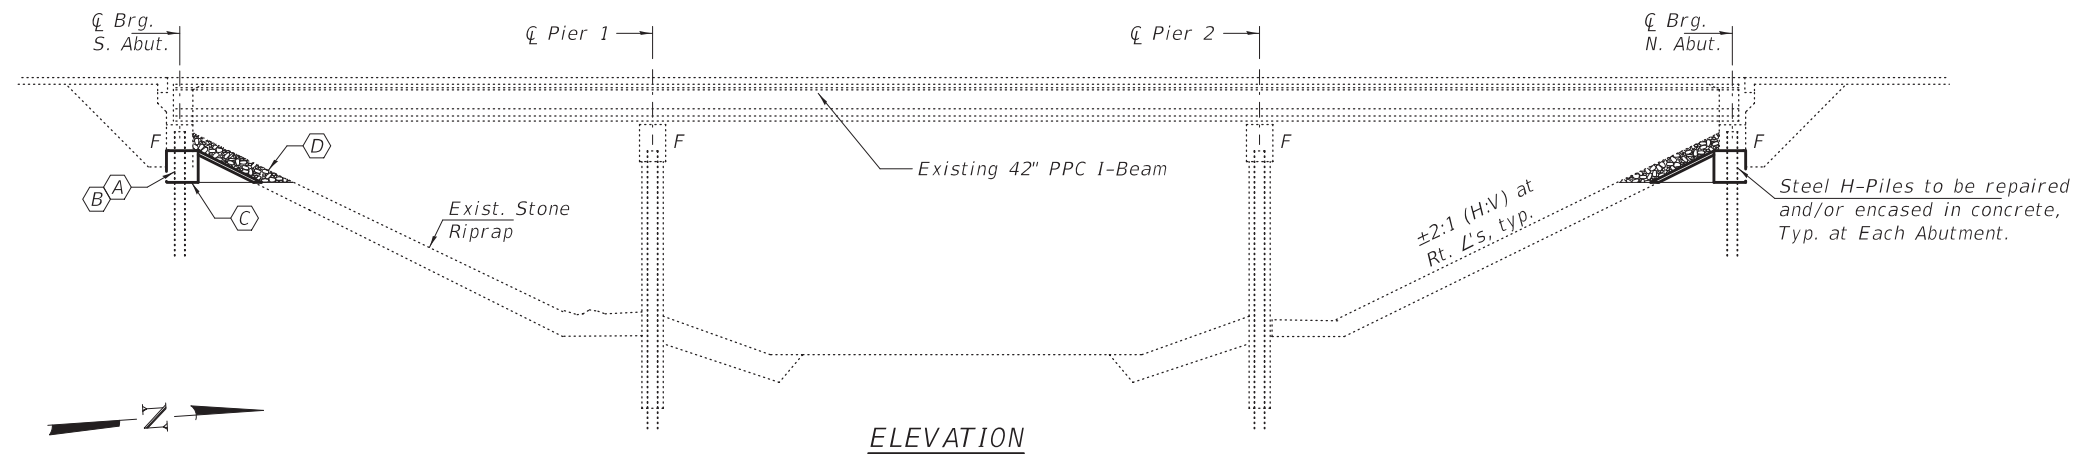 ℄ Brg.
S. Abut.
℄ Pier 1
℄ Pier 2
℄ Brg.
N. Abut.
F
F
F
F
D
A
B
C
Existing 42" PPC I-Beam
Exist. Stone
Riprap
±2:1 (H:V) at
Rt. ∠'s, typ.
Steel H-Piles to be repaired
and/or encased in concrete,
Typ. at Each Abutment.
N
ELEVATION